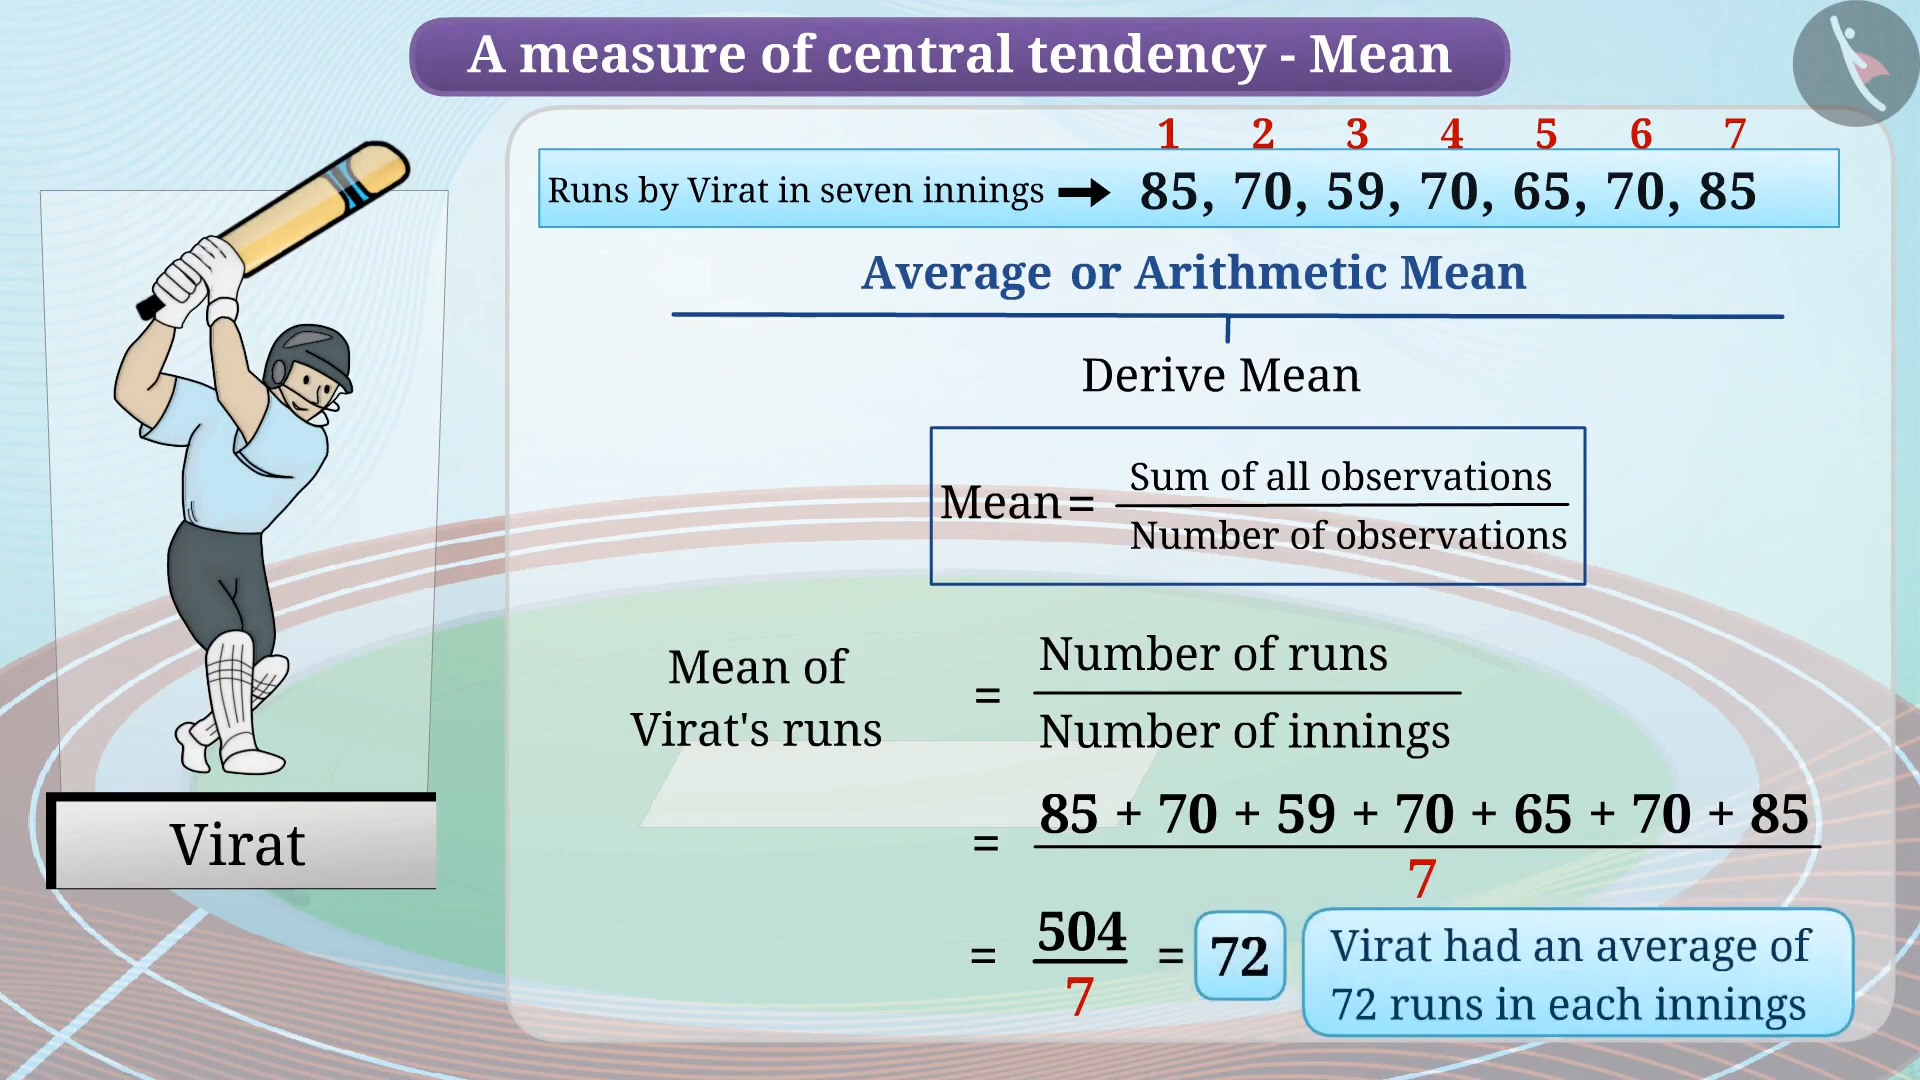 A measure of central tendency - Mean
1 2 3 4 5 6 7
Runs by Virat in seven innings → 85, 70, 59, 70, 65, 70, 85
Average or Arithmetic Mean
Derive Mean
Mean =
Sum of all observations
Number of observations
Mean of
Virat's runs
=
Number of runs
Number of innings
=
85 + 70 + 59 + 70 + 65 + 70 + 85
7
=
504
7
= 72
Virat had an average of
72 runs in each innings
Virat